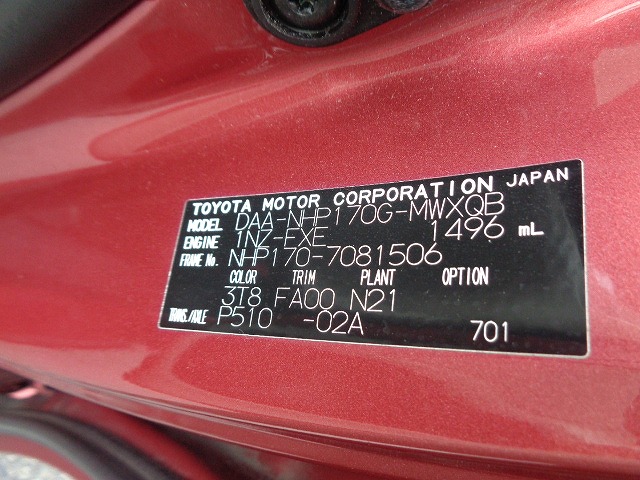 TOYOTA MOTOR CORPORATION JAPAN
MODEL DAA-NHP170G-MWXQB
ENGINE 1NZ-FXE 1496 mL
FRAME No. NHP170-7081506
COLOR TRIM PLANT OPTION
3T8 FA00 N21
TRANS./AXLE P510 -02A 701